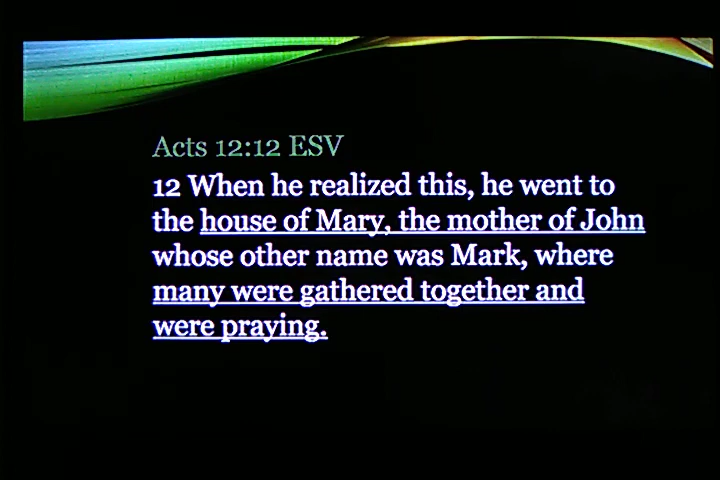 Acts 12:12 ESV
12 When he realized this, he went to
the house of Mary, the mother of John
whose other name was Mark, where
many were gathered together and
were praying.